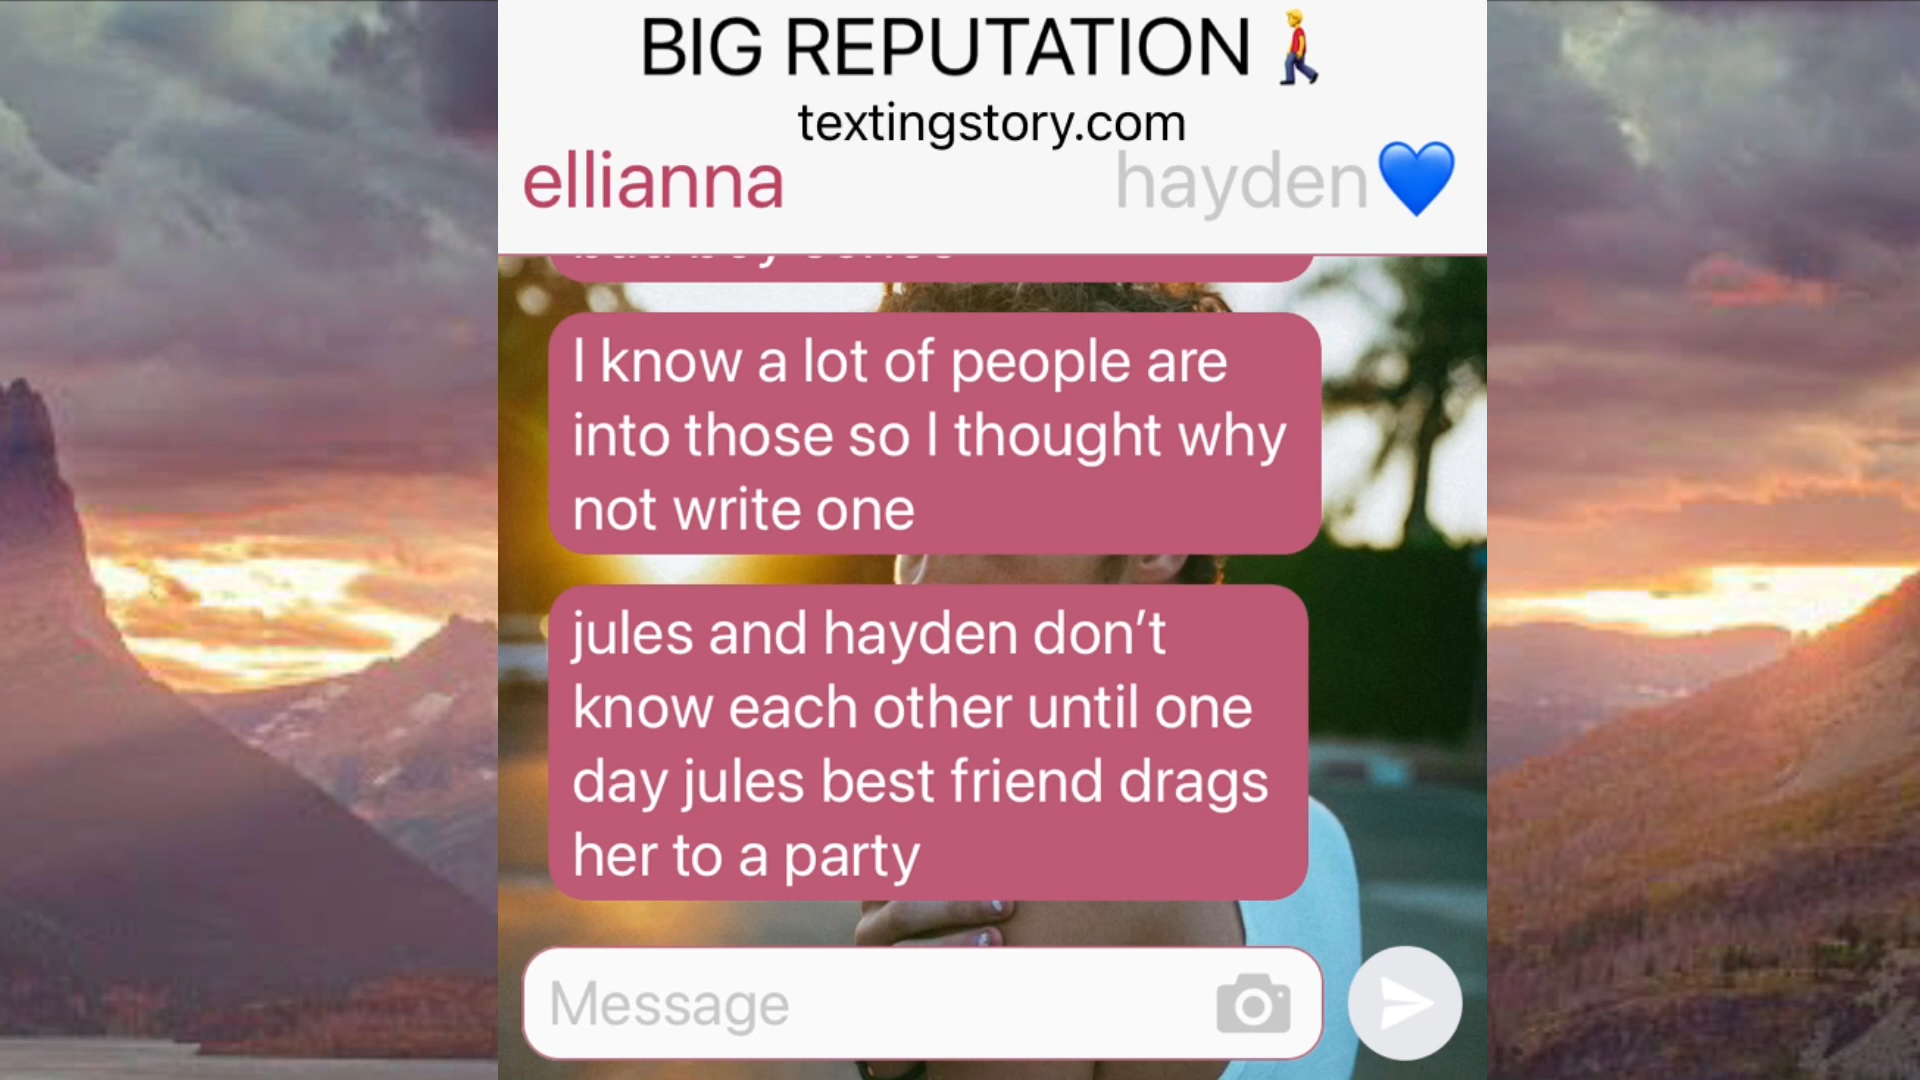 BIG REPUTATION
textingstory.com
ellianna
hayden
I know a lot of people are
into those so I thought why
not write one
jules and hayden don’t
know each other until one
day jules best friend drags
her to a party
Message